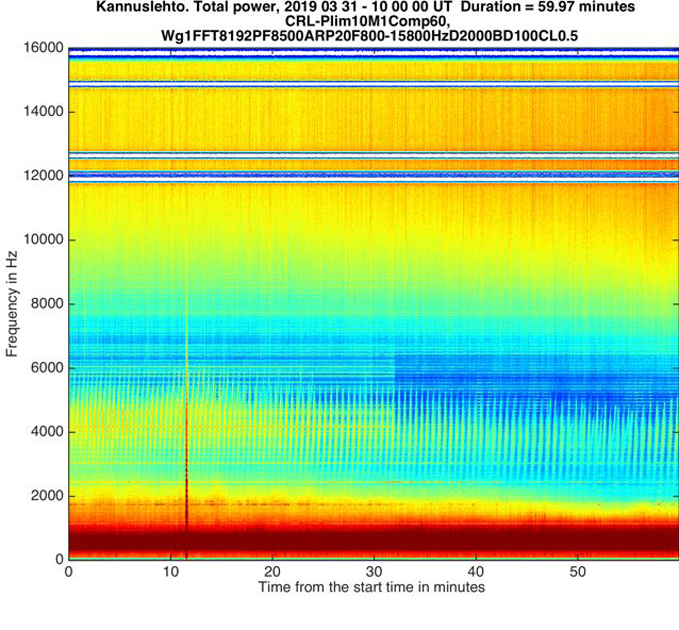 Kannuslehto. Total power, 2019 03 31 - 10 00 00 UT Duration = 59.97 minutes
CRL-Plim10M1Comp60,
Wg1FFT8192PF8500ARP20F800-15800HzD2000BD100CL0.5
16000
14000
12000
10000
8000
6000
4000
2000
0
Frequency in Hz
0 10 20 30 40 50
Time from the start time in minutes